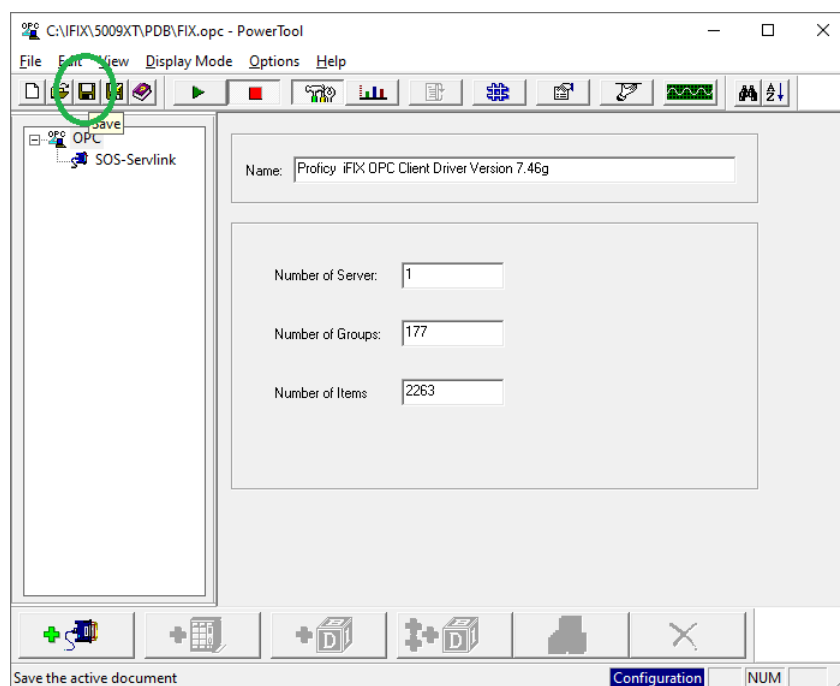 C:\IFIX\5009XT\PDB\FIX.opc - PowerTool
File Edit View Display Mode Options Help
Save
OPC
SOS-Servlink
Name: Proficy iFIX OPC Client Driver Version 7.46g
Number of Server: 1
Number of Groups: 177
Number of Items 2263
Save the active document Configuration NUM